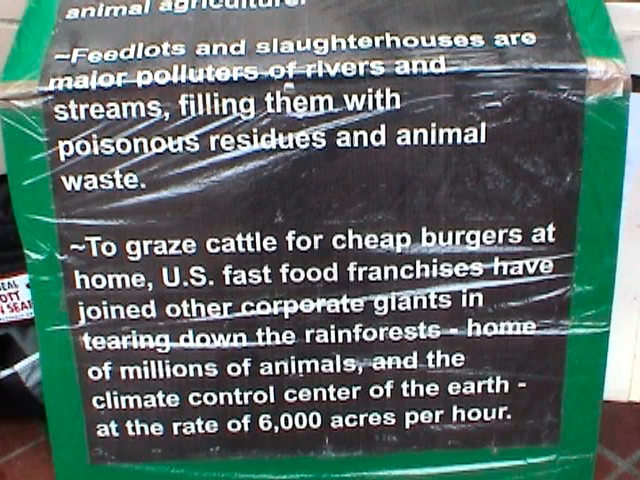 animal agriculture.
~Feedlots and slaughterhouses are
major polluters of rivers and
streams, filling them with
poisonous residues and animal
waste.
~To graze cattle for cheap burgers at
home, U.S. fast food franchises have
joined other corporate giants in
tearing down the rainforests - home
of millions of animals, and the
climate control center of the earth -
at the rate of 6,000 acres per hour.